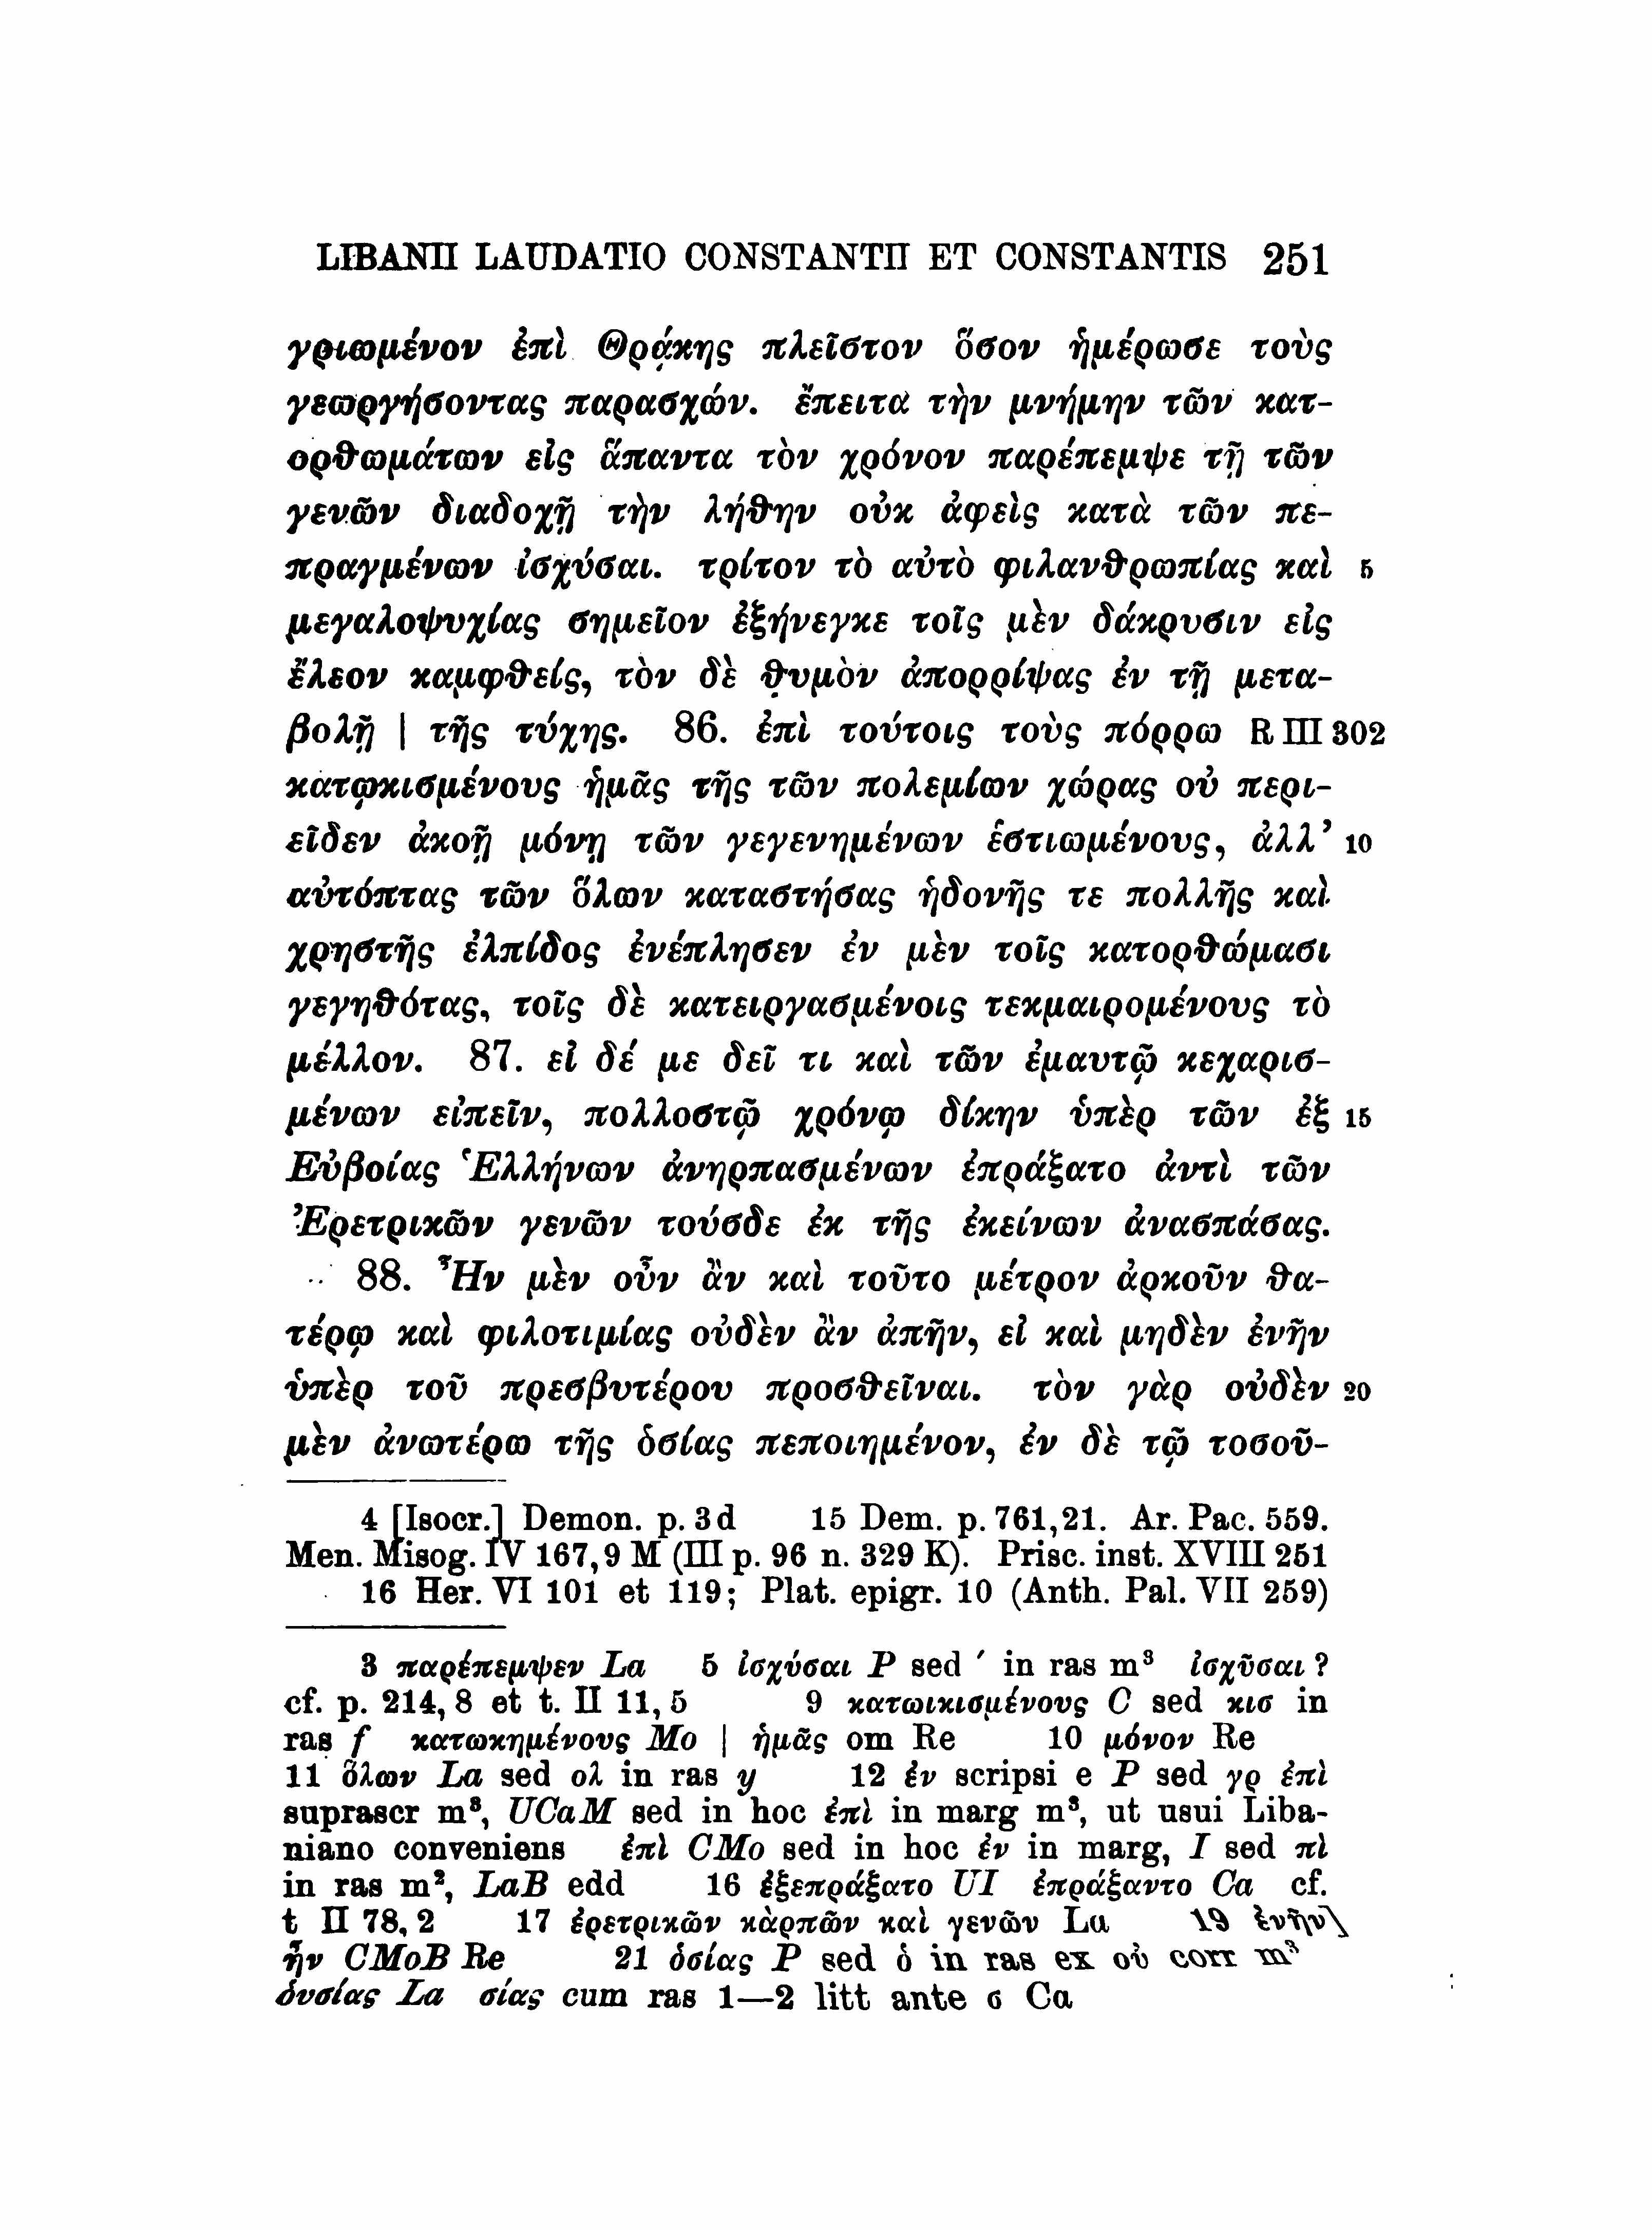 LIBANII LAUDATIO CONSTANTII ET CONSTANTIS 251
γριωμένον ἐπὶ Θρᾴκης πλεῖστον ὅσον ἡμέρωσε τοὺς
γεωργήσοντας παρασχών. ἔπειτα τὴν μνήμην τῶν κατ-
ορθωμάτων εἰς ἅπαντα τὸν χρόνον παρέπεμψε τῇ τῶν
γενῶν διαδοχῇ τὴν λήθην οὐκ ἀφεὶς κατὰ τῶν πε-
πραγμένων ἰσχύσαι. τρίτον τὸ αὐτὸ φιλανθρωπίας καὶ 5
μεγαλοψυχίας σημεῖον ἐξήνεγκε τοῖς μὲν δάκρυσιν εἰς
ἔλεον καμφθείς, τὸν δὲ θυμὸν ἀπορρίψας ἐν τῇ μετα-
βολῇ | τῆς τύχης. 86. ἐπὶ τούτοις τοὺς πόρρω R III 302
κατῳκισμένους ἡμᾶς τῆς τῶν πολεμίων χώρας οὐ περι-
εῖδεν ἀκοῇ μόνῃ τῶν γεγενημένων ἑστιωμένους, ἀλλ’ 10
αὐτόπτας τῶν ὅλων καταστήσας ἡδονῆς τε πολλῆς καὶ
χρηστῆς ἐλπίδος ἐνέπλησεν ἐν μὲν τοῖς κατορθώμασι
γεγηθότας, τοῖς δὲ κατειργασμένοις τεκμαιρομένους τὸ
μέλλον. 87. εἰ δέ με δεῖ τι καὶ τῶν ἐμαυτῷ κεχαρισ-
μένων εἰπεῖν, πολλοστῷ χρόνῳ δίκην ὑπὲρ τῶν ἐξ 15
Εὐβοίας Ἑλλήνων ἀνηρπασμένων ἐπράξατο ἀντὶ τῶν
Ἐρετρικῶν γενῶν τούσδε ἐκ τῆς ἐκείνων ἀνασπάσας.
88. Ἦν μὲν οὖν ἂν καὶ τοῦτο μέτρον ἀρκοῦν θα-
τέρῳ καὶ φιλοτιμίας οὐδὲν ἂν ἀπῆν, εἰ καὶ μηδὲν ἐνῆν
ὑπὲρ τοῦ πρεσβυτέρου προσθεῖναι. τὸν γὰρ οὐδὲν 20
μὲν ἀνωτέρω τῆς ὁσίας πεποιημένον, ἐν δὲ τῷ τοσοῦ-
4 [Isocr.] Demon. p. 3 d 15 Dem. p. 761,21. Ar. Pac. 559.
Men. Misog. IV 167,9 M (III p. 96 n. 329 K). Prisc. inst. XVIII 251
16 Her. VI 101 et 119; Plat. epigr. 10 (Anth. Pal. VII 259)
3 παρέπεμψεν La 5 ἰσχύσαι P sed ʹ in ras m³ ἰσχῦσαι?
cf. p. 214, 8 et t. II 11, 5 9 κατωικισμένους C sed κισ in
ras f κατωκημένους Mo | ἡμᾶς om Re 10 μόνον Re
11 ὅλων La sed ολ in ras y 12 ἐν scripsi e P sed γρ ἐπὶ
suprascr m³, UCaM sed in hoc ἐπὶ in marg m³, ut usui Liba-
niano conveniens ἐπὶ CMo sed in hoc ἐν in marg, I sed πὶ
in ras m², LaB edd 16 ἐξεπράξατο UI ἐπράξαντο Ca cf.
t II 78, 2 17 ἐρετρικῶν κàρπῶν καὶ γενῶν La 19 ἐνῆν]
ἦν CMoB Re 21 ὁσίας P sed ὁ in ras ex οὐ corr m³
δυσίας La σίας cum ras 1—2 litt ante σ Ca